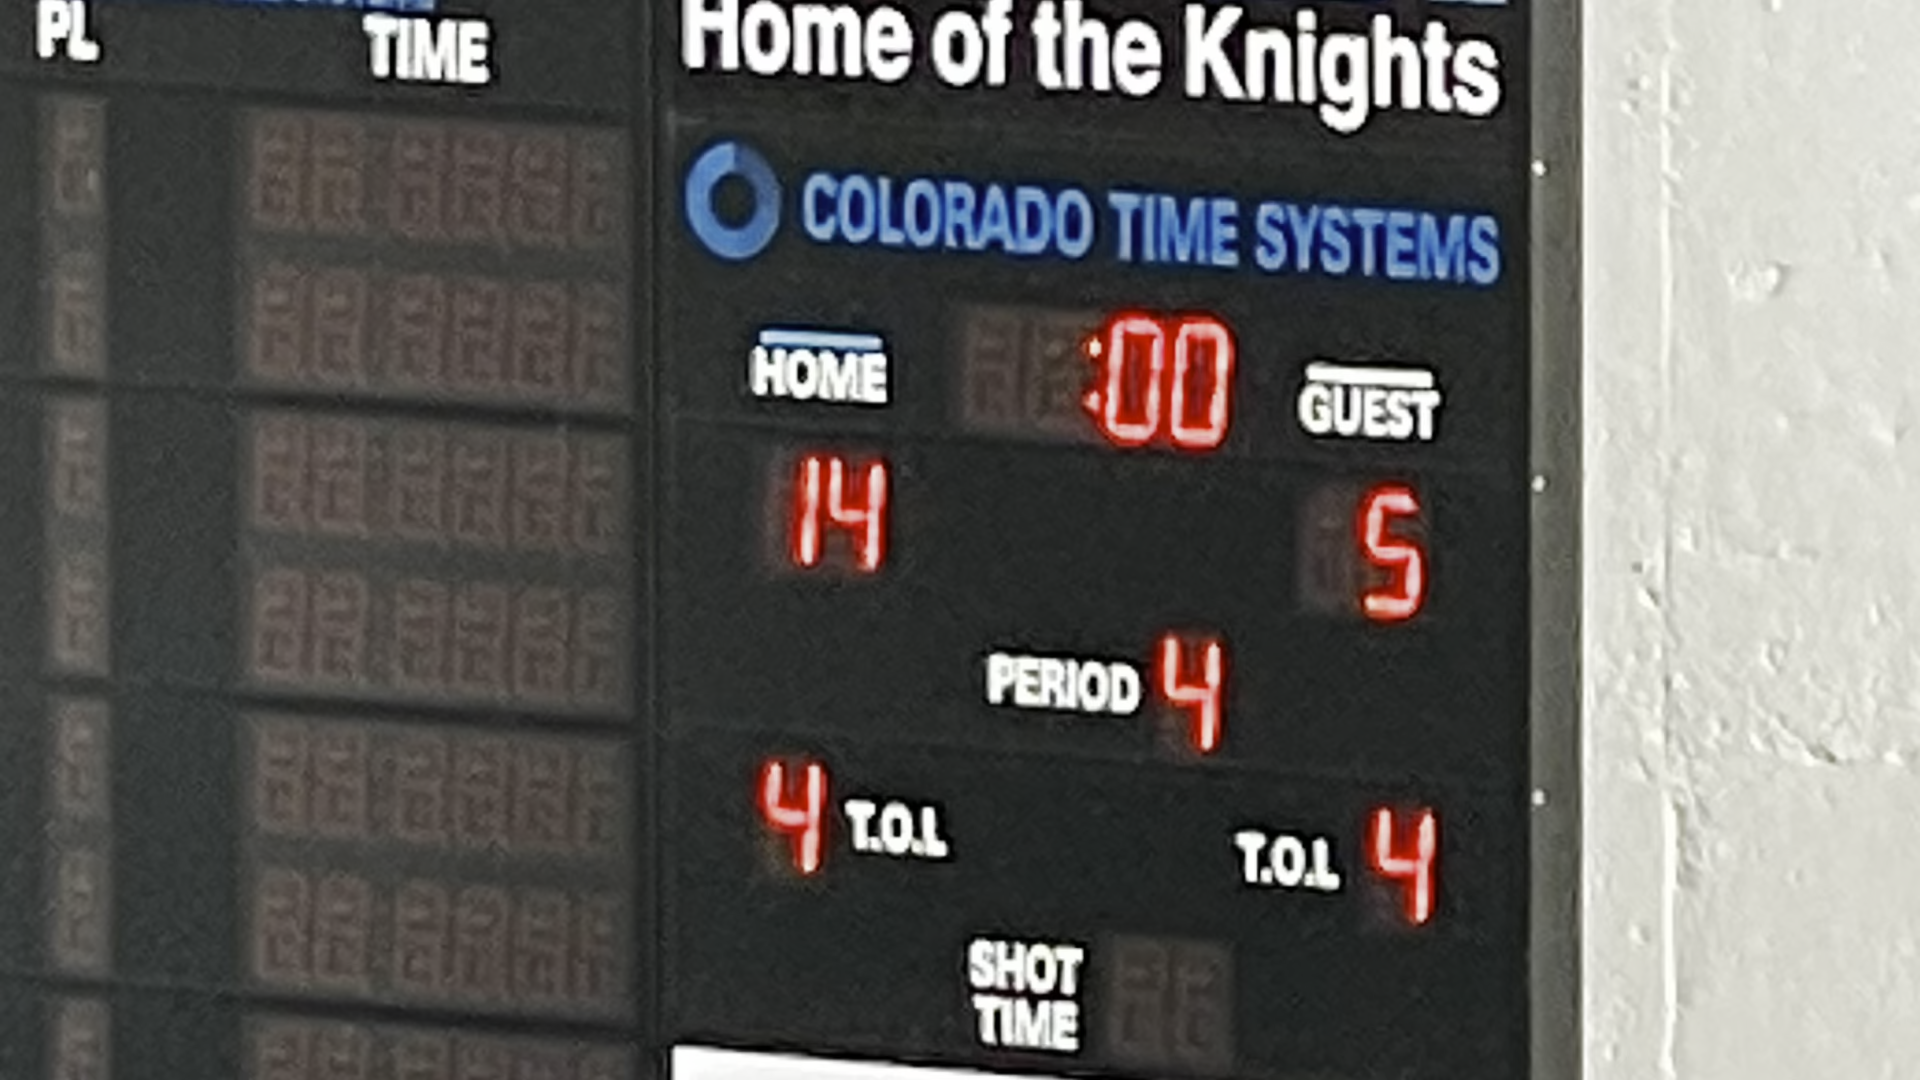 PL TIME
Home of the Knights
COLORADO TIME SYSTEMS
HOME :00 GUEST
14 5
PERIOD 4
4 T.O.L T.O.L 4
SHOT
TIME